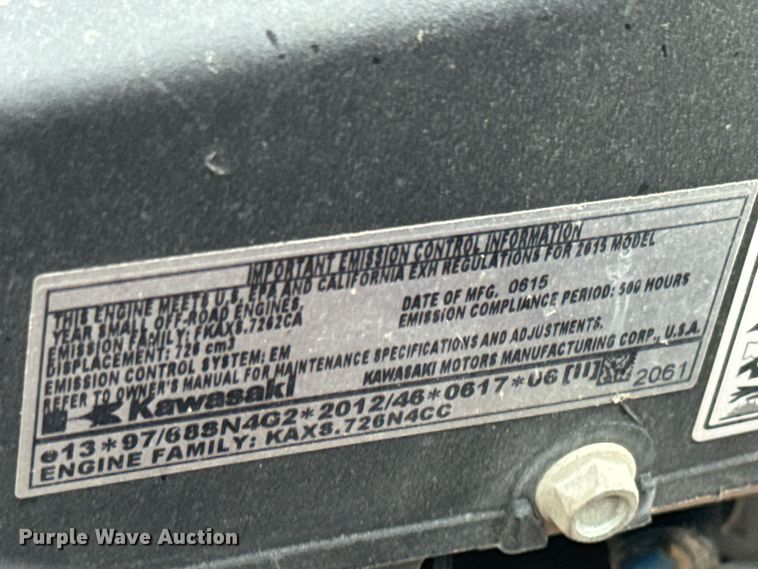 IMPORTANT EMISSION CONTROL INFORMATION
THIS ENGINE MEETS U.S. EPA AND CALIFORNIA EXH REGULATIONS FOR 2015 MODEL
YEAR SMALL OFF-ROAD ENGINES.
EMISSION FAMILY: FKAXS.7262CA DATE OF MFG. 0615
DISPLACEMENT: 726 cm3 EMISSION COMPLIANCE PERIOD: 500 HOURS
EMISSION CONTROL SYSTEM: EM
REFER TO OWNER'S MANUAL FOR MAINTENANCE SPECIFICATIONS AND ADJUSTMENTS.
Kawasaki KAWASAKI MOTORS MANUFACTURING CORP., U.S.A.
e13*97/68SN4G2*2012/46*0617*06 [II] 2061
ENGINE FAMILY: KAXS.726N4CC
Purple Wave Auction